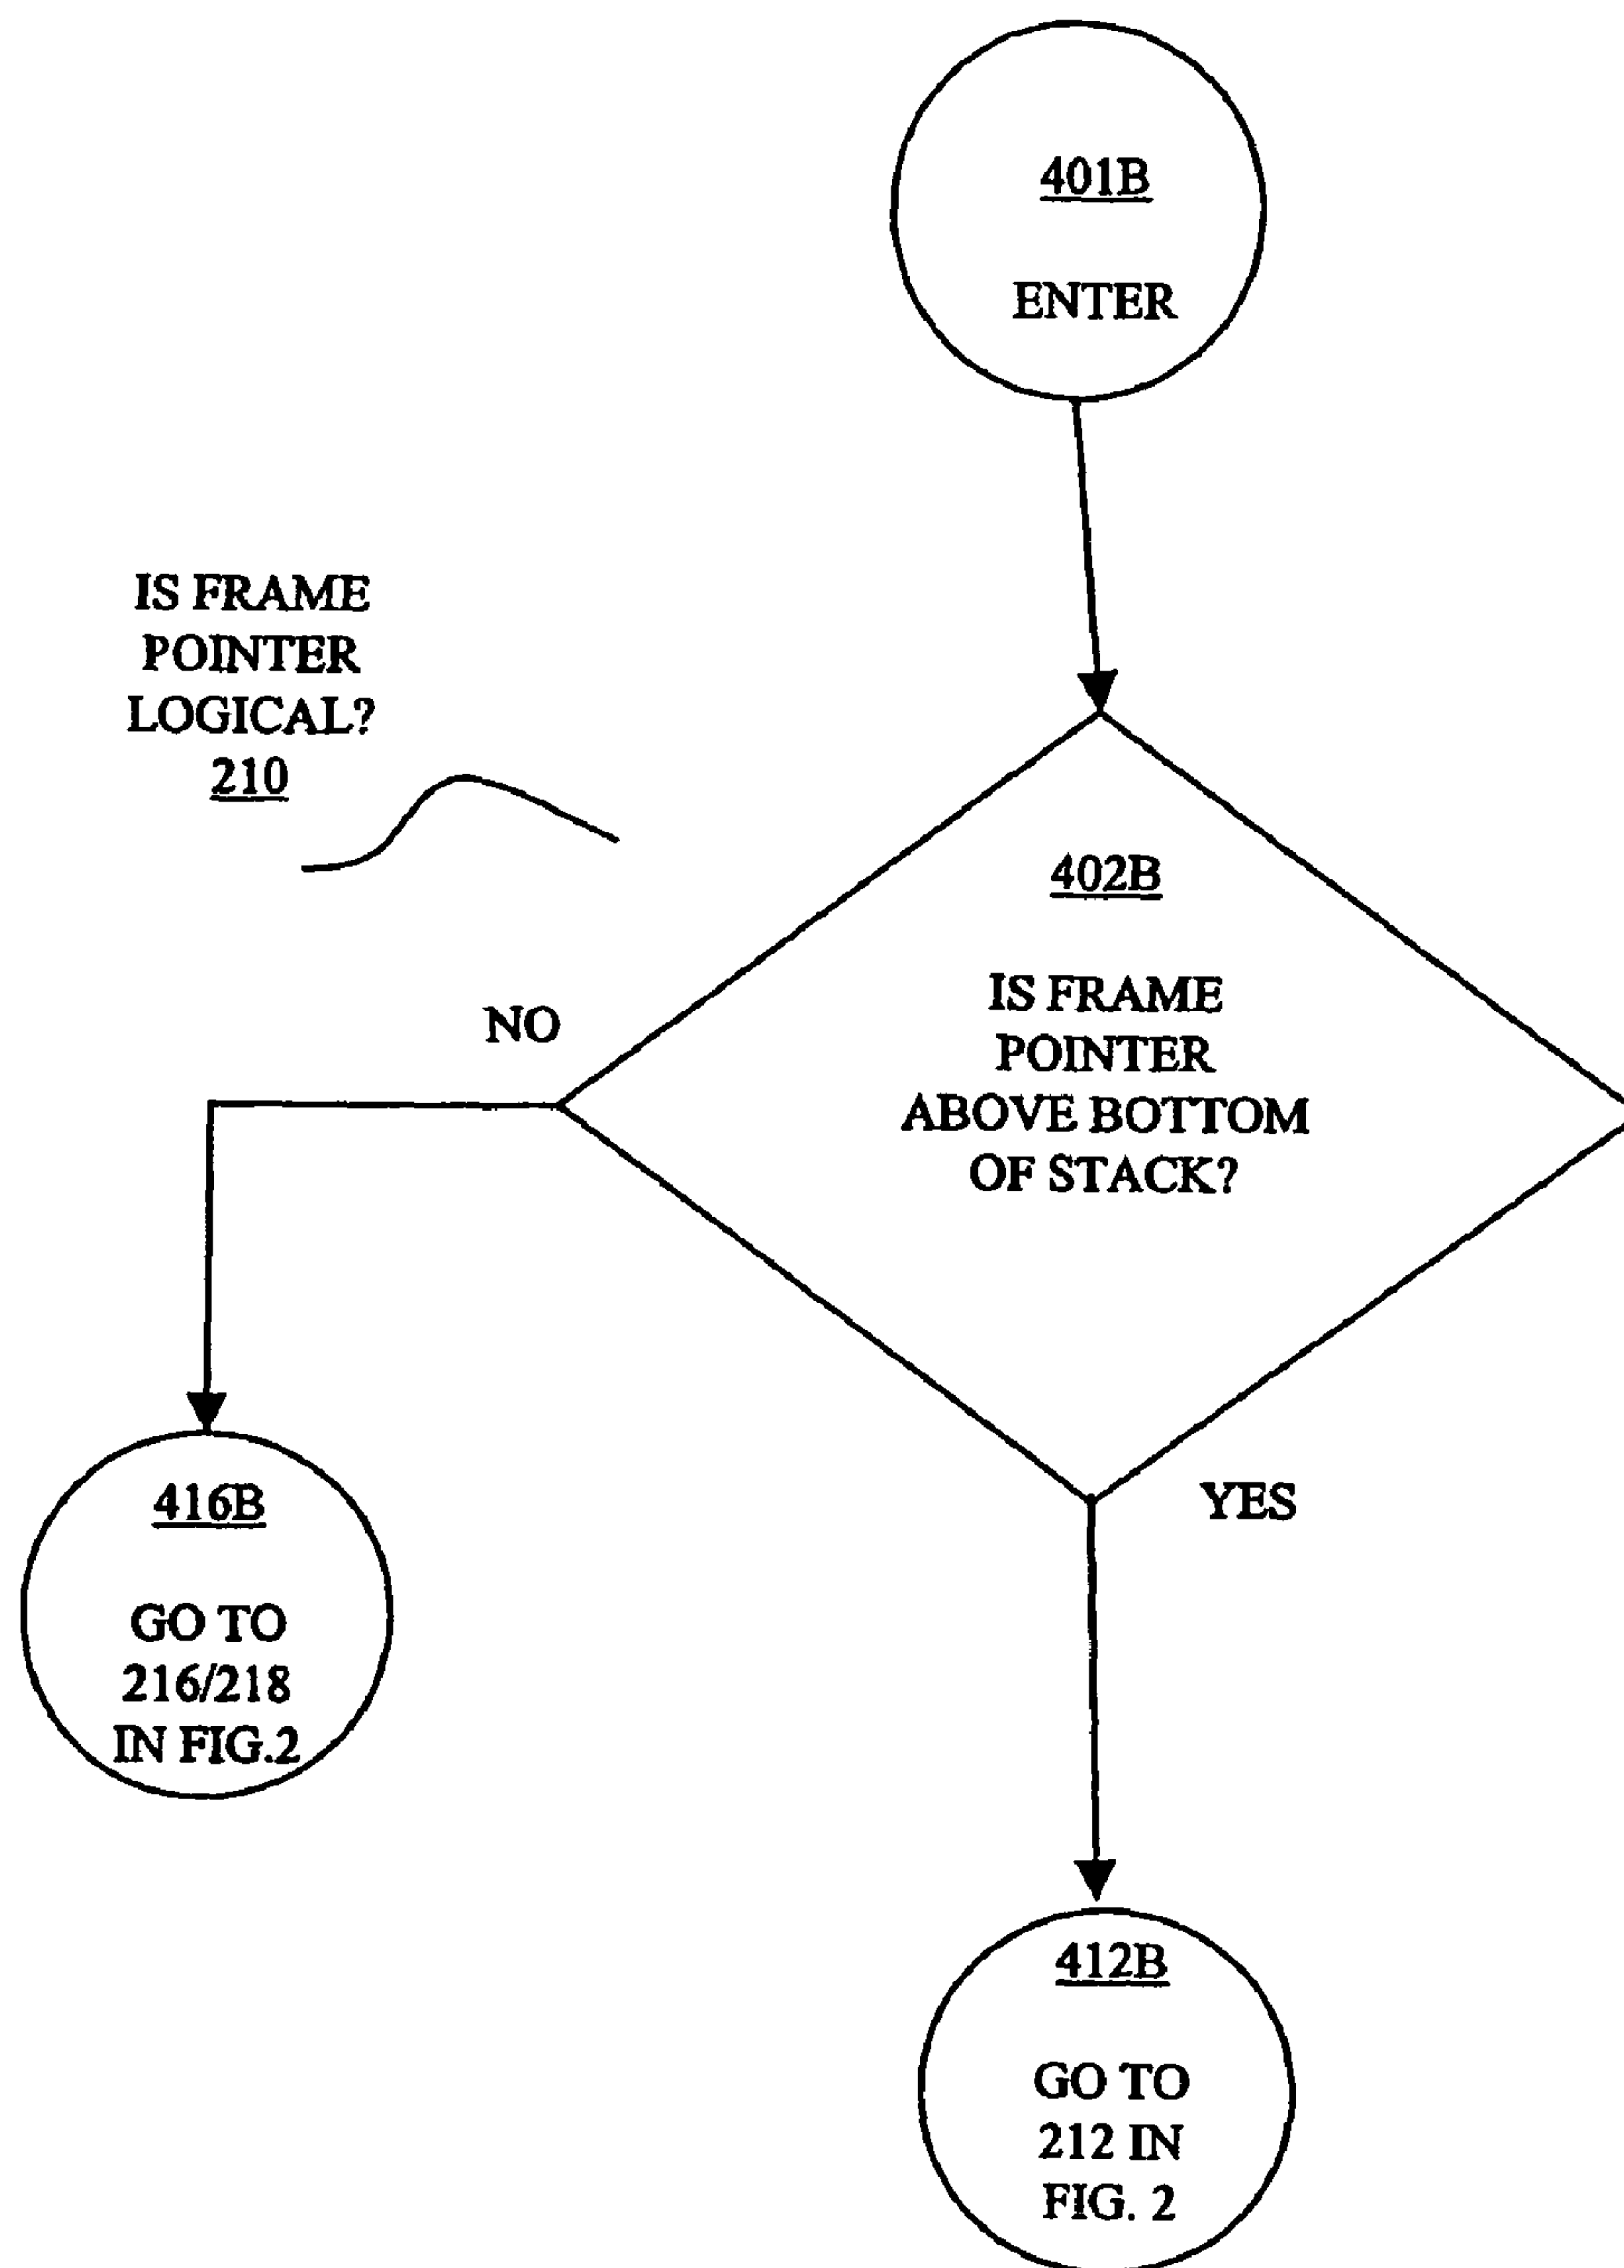 401B
ENTER
IS FRAME
POINTER
LOGICAL?
210
402B
IS FRAME
POINTER
ABOVE BOTTOM
OF STACK?
NO
YES
416B
GO TO
216/218
IN FIG.2
412B
GO TO
212 IN
FIG. 2